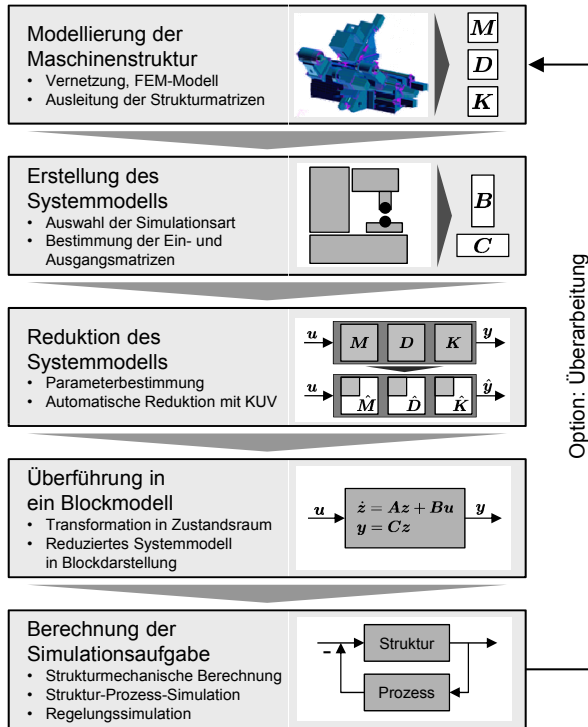 Modellierung der
Maschinenstruktur
• Vernetzung, FEM-Modell
• Ausleitung der Strukturmatrizen
M
D
K
Erstellung des
Systemmodells
• Auswahl der Simulationsart
• Bestimmung der Ein- und
Ausgangsmatrizen
B
C
Reduktion des
Systemmodells
• Parameterbestimmung
• Automatische Reduktion mit KUV
u M D K y
u M̂ D̂ K̂ ŷ
Überführung in
ein Blockmodell
• Transformation in Zustandsraum
• Reduziertes Systemmodell
in Blockdarstellung
u
ż = Az + Bu
y = Cz
y
Berechnung der
Simulationsaufgabe
• Strukturmechanische Berechnung
• Struktur-Prozess-Simulation
• Regelungssimulation
-
Struktur
Prozess
Option: Überarbeitung